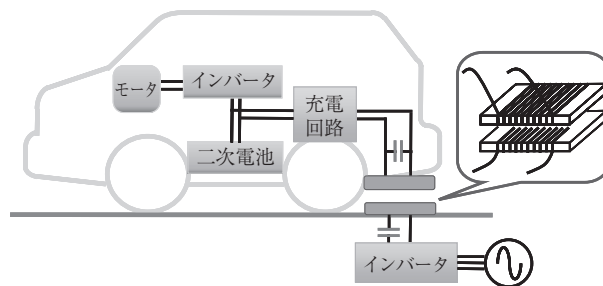 モータ
インバータ
充電
回路
二次電池
インバータ